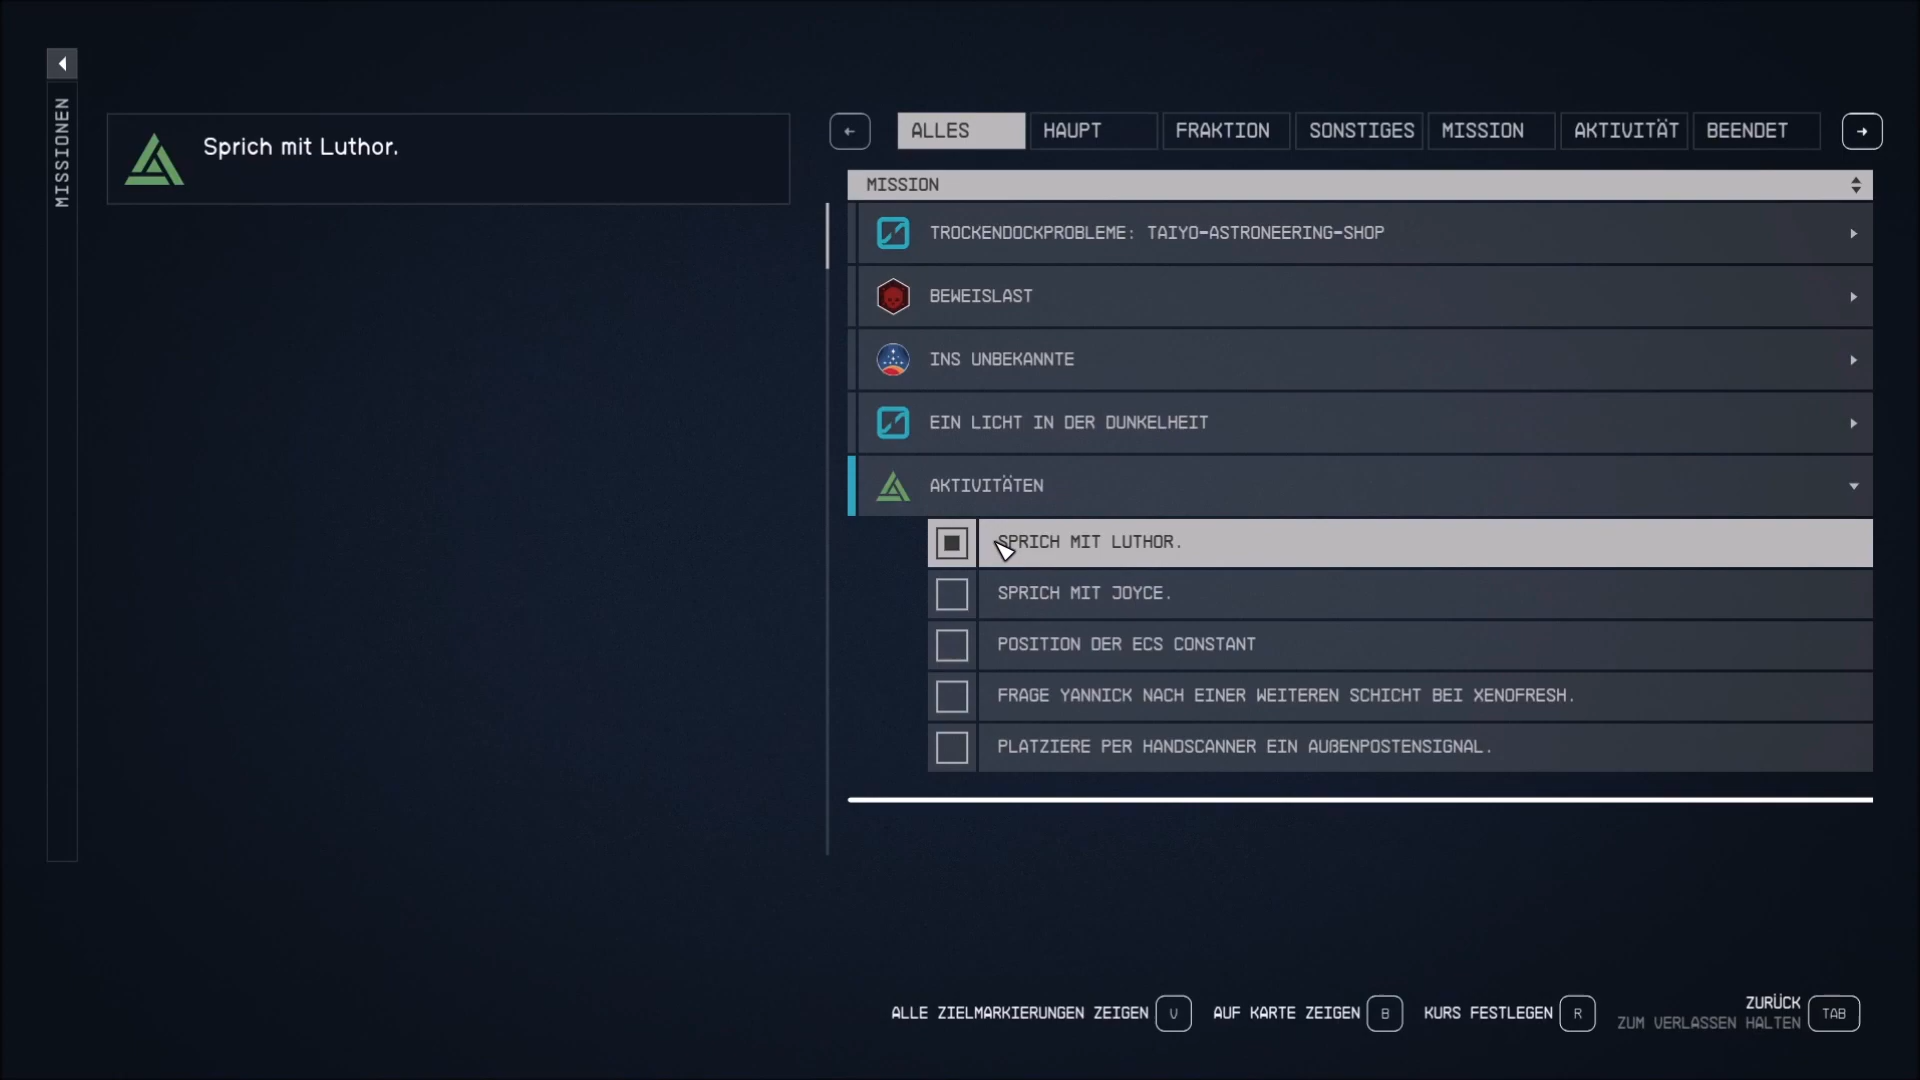 MISSIONEN
Sprich mit Luthor.
ALLES HAUPT FRAKTION SONSTIGES MISSION AKTIVITÄT BEENDET
MISSION
TROCKENDOCKPROBLEME: TAIYO-ASTRONEERING-SHOP
BEWEISLAST
INS UNBEKANNTE
EIN LICHT IN DER DUNKELHEIT
AKTIVITÄTEN
SPRICH MIT LUTHOR.
SPRICH MIT JOYCE.
POSITION DER ECS CONSTANT
FRAGE YANNICK NACH EINER WEITEREN SCHICHT BEI XENOFRESH.
PLATZIERE PER HANDSCANNER EIN AUßENPOSTENSIGNAL.
ALLE ZIELMARKIERUNGEN ZEIGEN V AUF KARTE ZEIGEN B KURS FESTLEGEN R ZURÜCK TAB
ZUM VERLASSEN HALTEN